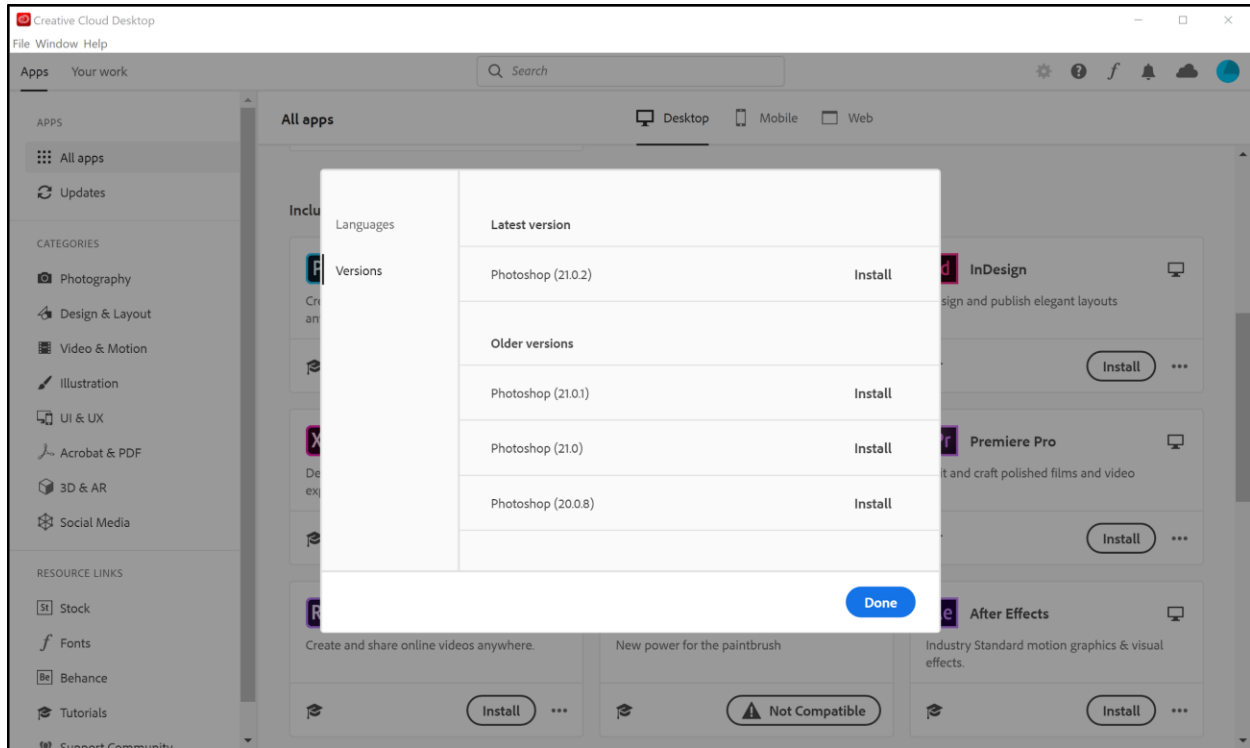 Creative Cloud Desktop
File Window Help
Apps Your work
Search
APPS
All apps
Updates
CATEGORIES
Photography
Design & Layout
Video & Motion
Illustration
UI & UX
Acrobat & PDF
3D & AR
Social Media
RESOURCE LINKS
St Stock
Fonts
Be Behance
Tutorials
Support Community
All apps
Desktop Mobile Web
Languages
Versions
Latest version
Photoshop (21.0.2) Install
Older versions
Photoshop (21.0.1) Install
Photoshop (21.0) Install
Photoshop (20.0.8) Install
Done
InDesign
sign and publish elegant layouts
Install
Premiere Pro
it and craft polished films and video
Install
Create and share online videos anywhere.
Install
New power for the paintbrush
Not Compatible
After Effects
Industry Standard motion graphics & visual
effects.
Install